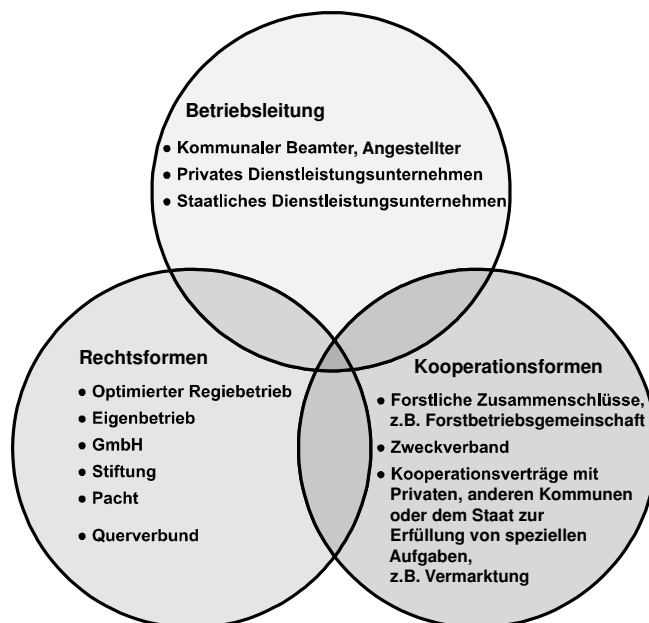 Betriebsleitung
● Kommunaler Beamter, Angestellter
● Privates Dienstleistungsunternehmen
● Staatliches Dienstleistungsunternehmen
Rechtsformen
● Optimierter Regiebetrieb
● Eigenbetrieb
● GmbH
● Stiftung
● Pacht
● Querverbund
Kooperationsformen
● Forstliche Zusammenschlüsse,
z.B. Forstbetriebsgemeinschaft
● Zweckverband
● Kooperationsverträge mit
Privaten, anderen Kommunen
oder dem Staat zur
Erfüllung von speziellen
Aufgaben,
z.B. Vermarktung